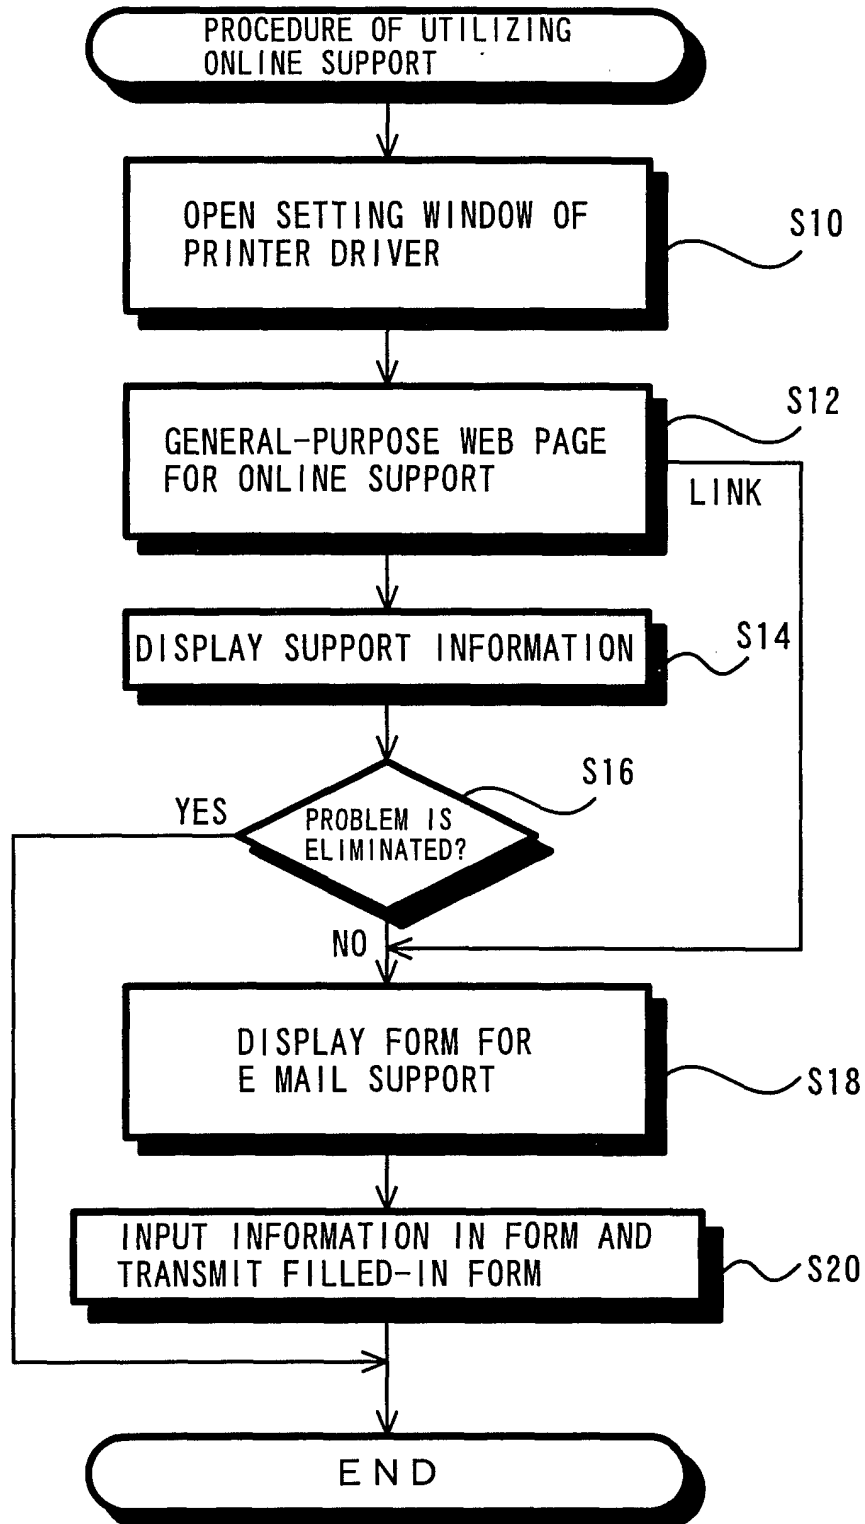 PROCEDURE OF UTILIZING
ONLINE SUPPORT
OPEN SETTING WINDOW OF
PRINTER DRIVER
S10
GENERAL-PURPOSE WEB PAGE
FOR ONLINE SUPPORT
S12
LINK
DISPLAY SUPPORT INFORMATION
S14
PROBLEM IS
ELIMINATED?
S16
YES
NO
DISPLAY FORM FOR
E MAIL SUPPORT
S18
INPUT INFORMATION IN FORM AND
TRANSMIT FILLED-IN FORM
S20
END